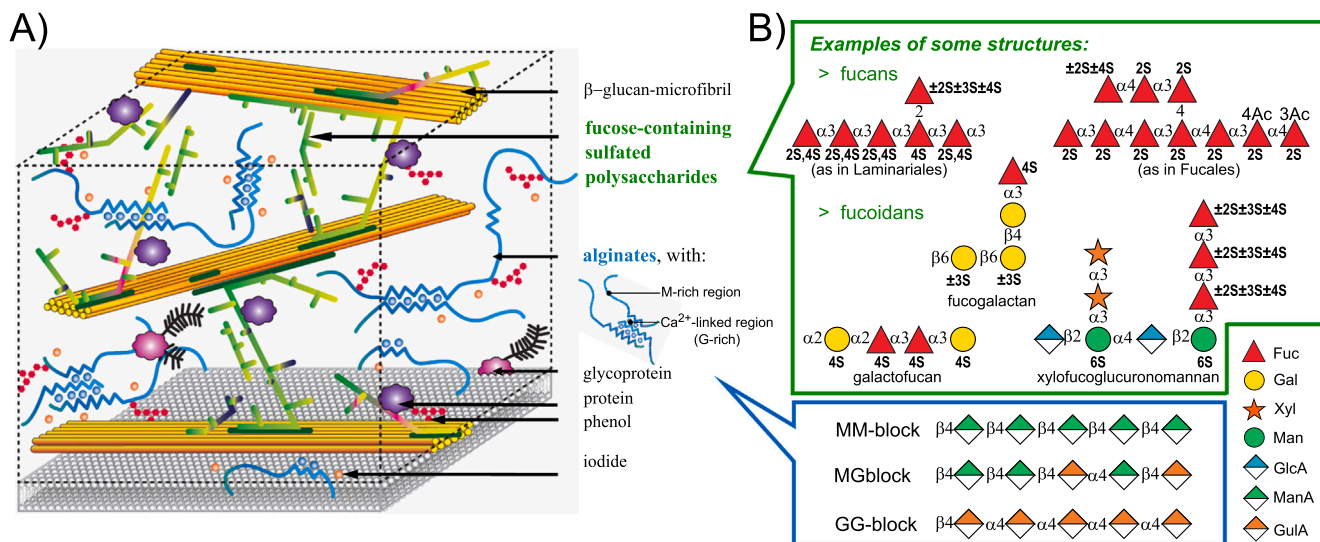 A)
β−glucan-microfibril
fucose-containing
sulfated
polysaccharides
alginates, with:
M-rich region
Ca2+-linked region
(G-rich)
glycoprotein
protein
phenol
iodide
B)
Examples of some structures:
> fucans
±2S±3S±4S
2
α3 α3 α3 α3 α3
2S,4S 2S,4S 2S,4S 4S 2S,4S
(as in Laminariales)
±2S±4S 2S 2S
α4 α3
4
4Ac 3Ac
α3 α4 α3 α4 α3 α3 α4
2S 2S 2S 2S 2S 2S 2S
(as in Fucales)
> fucoidans
4S
α3
β4
β6 β6
±3S ±3S
fucogalactan
α2 α2 α3 α3
4S 4S 4S 4S
galactofucan
±2S±3S±4S
α3
±2S±3S±4S
α3
±2S±3S±4S
α3
α3
α3
β2 α4 β2
6S 6S
xylofucoglucuronomannan
MM-block
β4 β4 β4 β4 β4
MGblock
β4 β4 β4 α4 β4
GG-block
β4 α4 α4 α4 α4
Fuc
Gal
Xyl
Man
GlcA
ManA
GulA